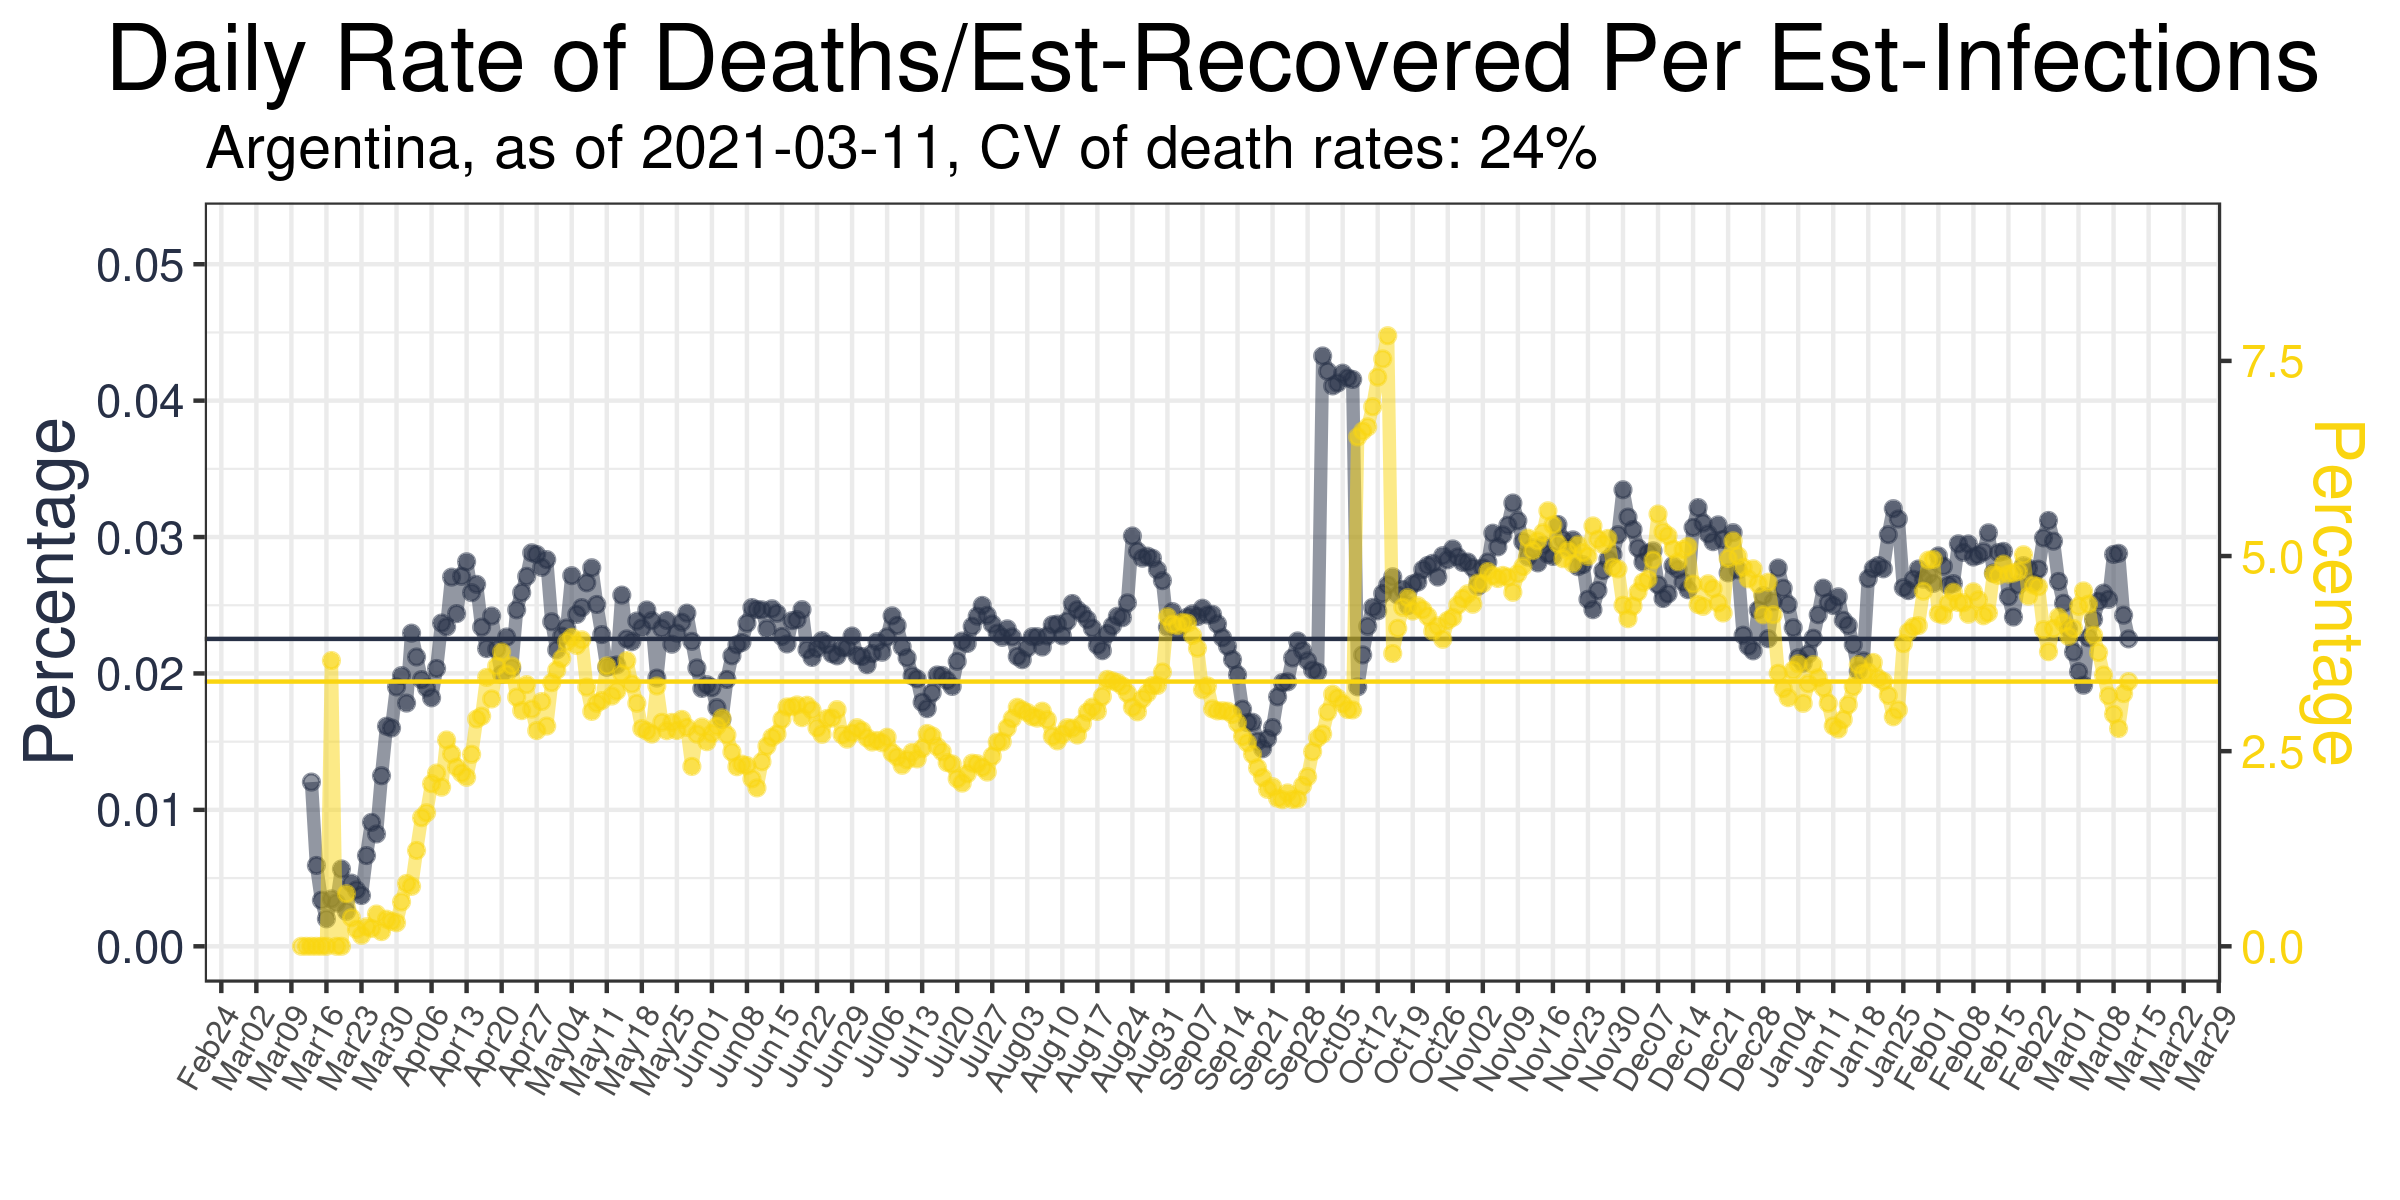 Daily Rate of Deaths/Est-Recovered Per Est-Infections
Argentina, as of 2021-03-11, CV of death rates: 24%
Percentage
0.05
0.04
0.03
0.02
0.01
0.00
7.5
5.0
2.5
0.0
Percentage
Feb24
Mar02
Mar09
Mar16
Mar23
Mar30
Apr06
Apr13
Apr20
Apr27
May04
May11
May18
May25
Jun01
Jun08
Jun15
Jun22
Jun29
Jul06
Jul13
Jul20
Jul27
Aug03
Aug10
Aug17
Aug24
Aug31
Sep07
Sep14
Sep21
Sep28
Oct05
Oct12
Oct19
Oct26
Nov02
Nov09
Nov16
Nov23
Nov30
Dec07
Dec14
Dec21
Dec28
Jan04
Jan11
Jan18
Jan25
Feb01
Feb08
Feb15
Feb22
Mar01
Mar08
Mar15
Mar22
Mar29